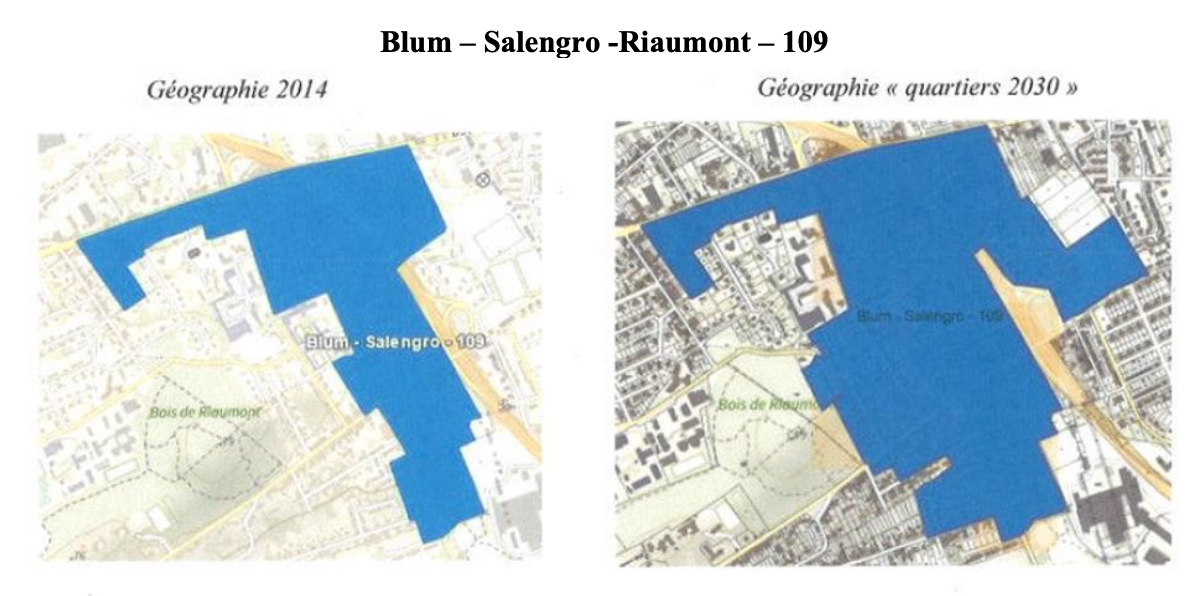 Blum – Salengro -Riaumont – 109
Géographie 2014
Géographie « quartiers 2030 »
Blum - Salengro - 109
Bois de Riaumont
Blum - Salengro - 109
Bois de Riaum